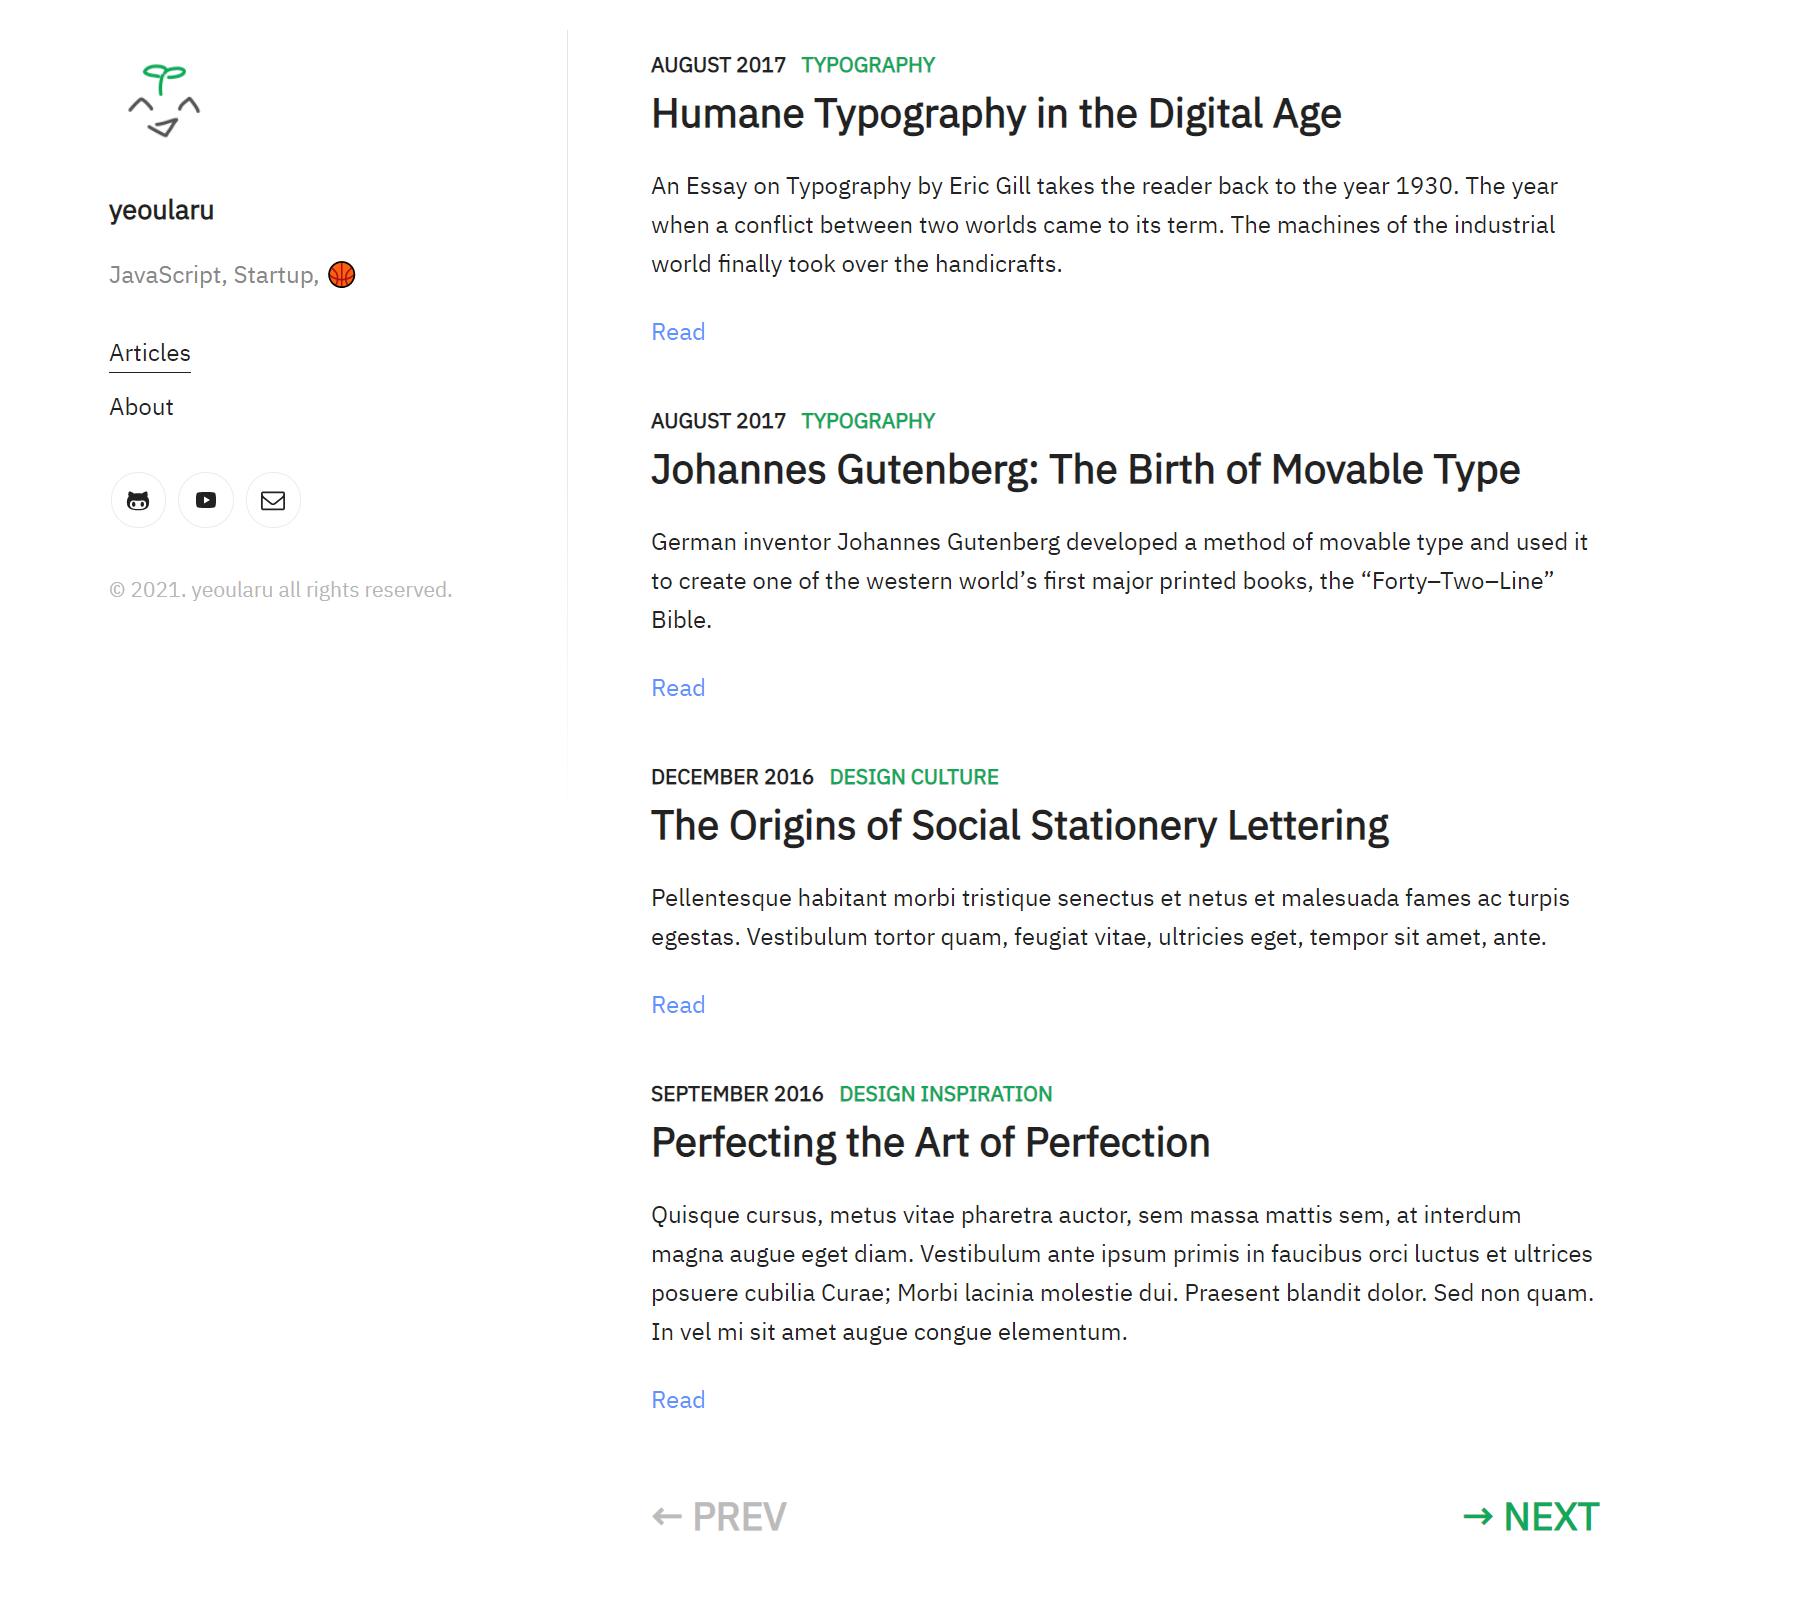 yeoularu
JavaScript, Startup, 🏀
Articles
About
© 2021. yeoularu all rights reserved.
AUGUST 2017 TYPOGRAPHY
Humane Typography in the Digital Age
An Essay on Typography by Eric Gill takes the reader back to the year 1930. The year
when a conflict between two worlds came to its term. The machines of the industrial
world finally took over the handicrafts.
Read
AUGUST 2017 TYPOGRAPHY
Johannes Gutenberg: The Birth of Movable Type
German inventor Johannes Gutenberg developed a method of movable type and used it
to create one of the western world’s first major printed books, the “Forty–Two–Line”
Bible.
Read
DECEMBER 2016 DESIGN CULTURE
The Origins of Social Stationery Lettering
Pellentesque habitant morbi tristique senectus et netus et malesuada fames ac turpis
egestas. Vestibulum tortor quam, feugiat vitae, ultricies eget, tempor sit amet, ante.
Read
SEPTEMBER 2016 DESIGN INSPIRATION
Perfecting the Art of Perfection
Quisque cursus, metus vitae pharetra auctor, sem massa mattis sem, at interdum
magna augue eget diam. Vestibulum ante ipsum primis in faucibus orci luctus et ultrices
posuere cubilia Curae; Morbi lacinia molestie dui. Praesent blandit dolor. Sed non quam.
In vel mi sit amet augue congue elementum.
Read
← PREV
→ NEXT